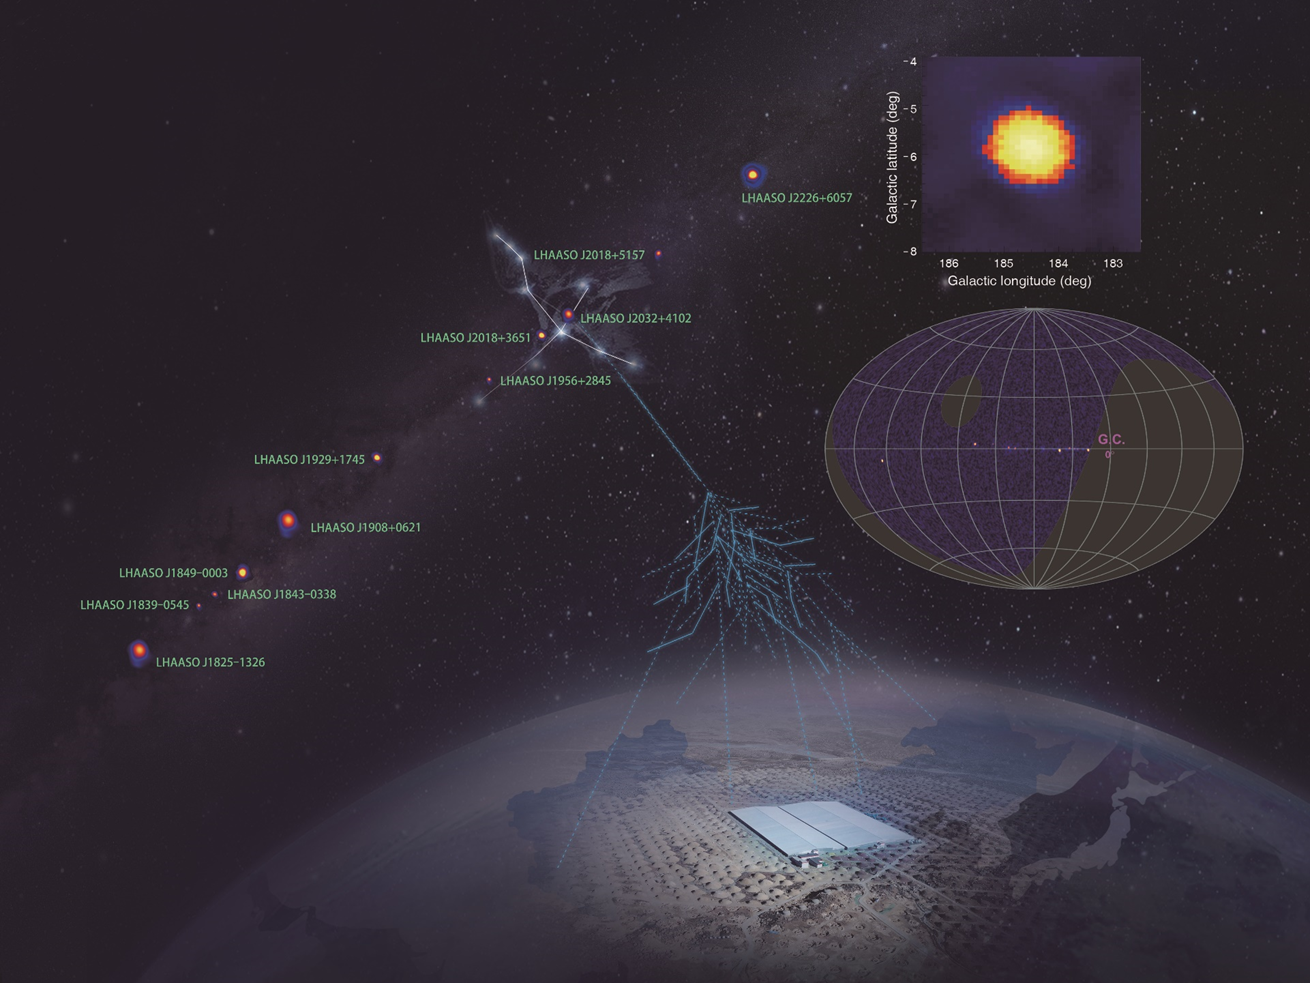 -4
-5
-6
-7
-8
Galactic latitude (deg)
186 185 184 183
Galactic longitude (deg)
LHAASO J2226+6057
LHAASO J2018+5157
LHAASO J2032+4102
LHAASO J2018+3651
LHAASO J1956+2845
G.C.
0°
LHAASO J1929+1745
LHAASO J1908+0621
LHAASO J1849-0003
LHAASO J1843-0338
LHAASO J1839-0545
LHAASO J1825-1326